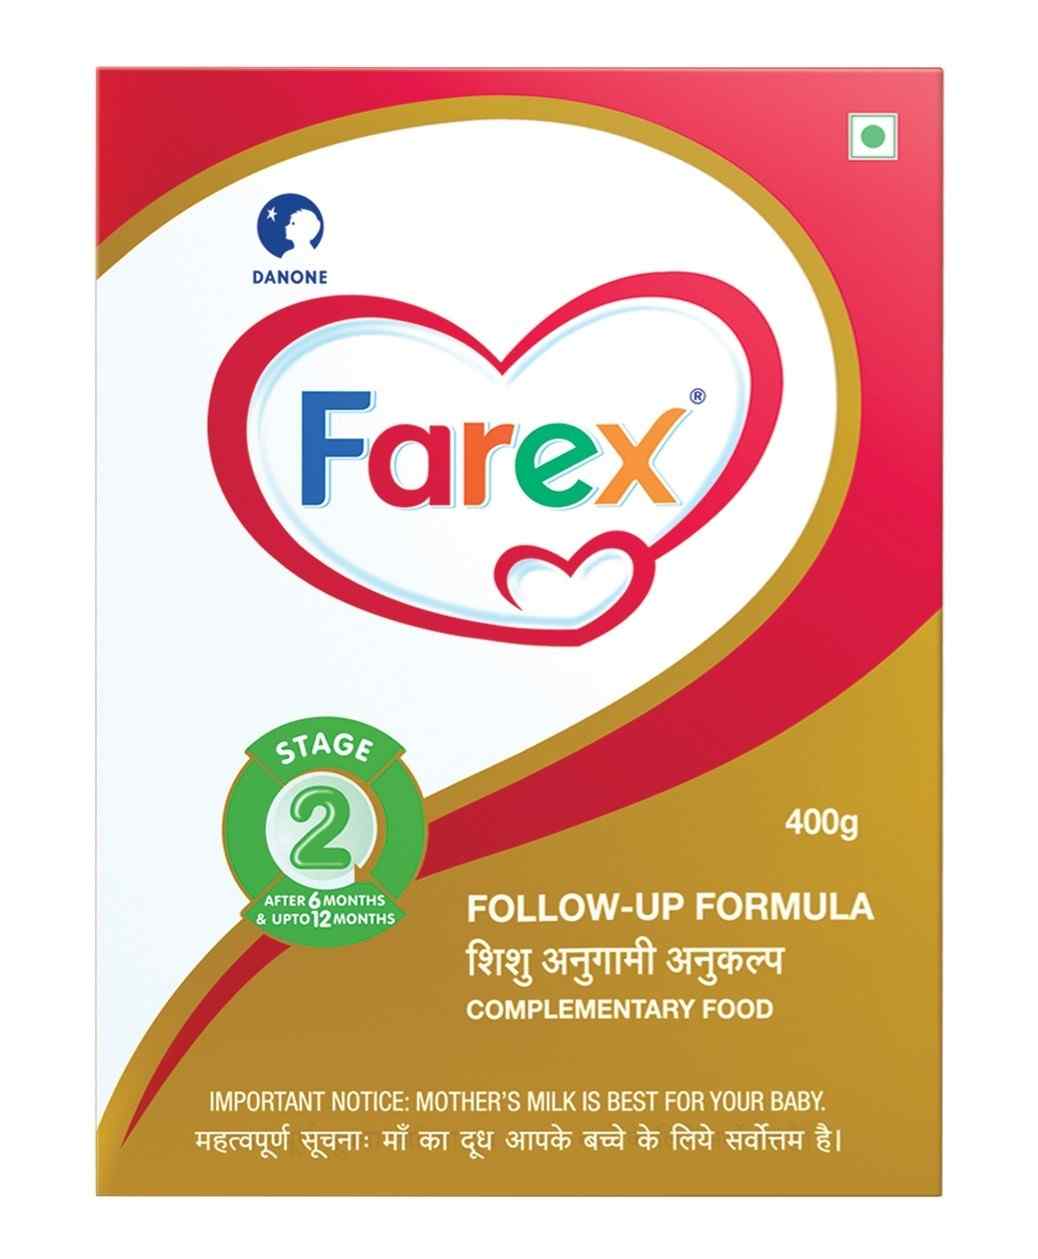 DANONE
Farex®
STAGE
2
AFTER 6 MONTHS
& UPTO 12 MONTHS
400g
FOLLOW-UP FORMULA
शिशु अनुगामी अनुकल्प
COMPLEMENTARY FOOD
IMPORTANT NOTICE: MOTHER'S MILK IS BEST FOR YOUR BABY.
महत्वपूर्ण सूचनाः माँ का दूध आपके बच्चे के लिये सर्वोत्तम है।